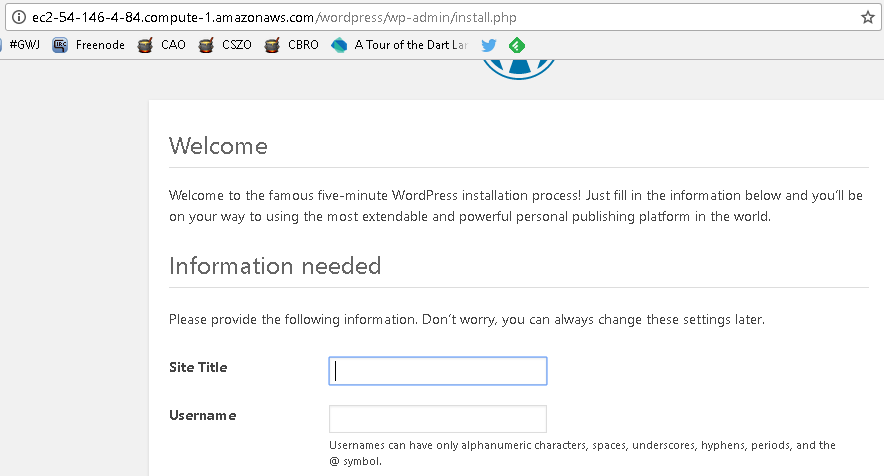 ec2-54-146-4-84.compute-1.amazonaws.com/wordpress/wp-admin/install.php
#GWJ Freenode CAO CSZO CBRO A Tour of the Dart Lar
Welcome
Welcome to the famous five-minute WordPress installation process! Just fill in the information below and you'll be
on your way to using the most extendable and powerful personal publishing platform in the world.
Information needed
Please provide the following information. Don't worry, you can always change these settings later.
Site Title
Username
Usernames can have only alphanumeric characters, spaces, underscores, hyphens, periods, and the
@ symbol.